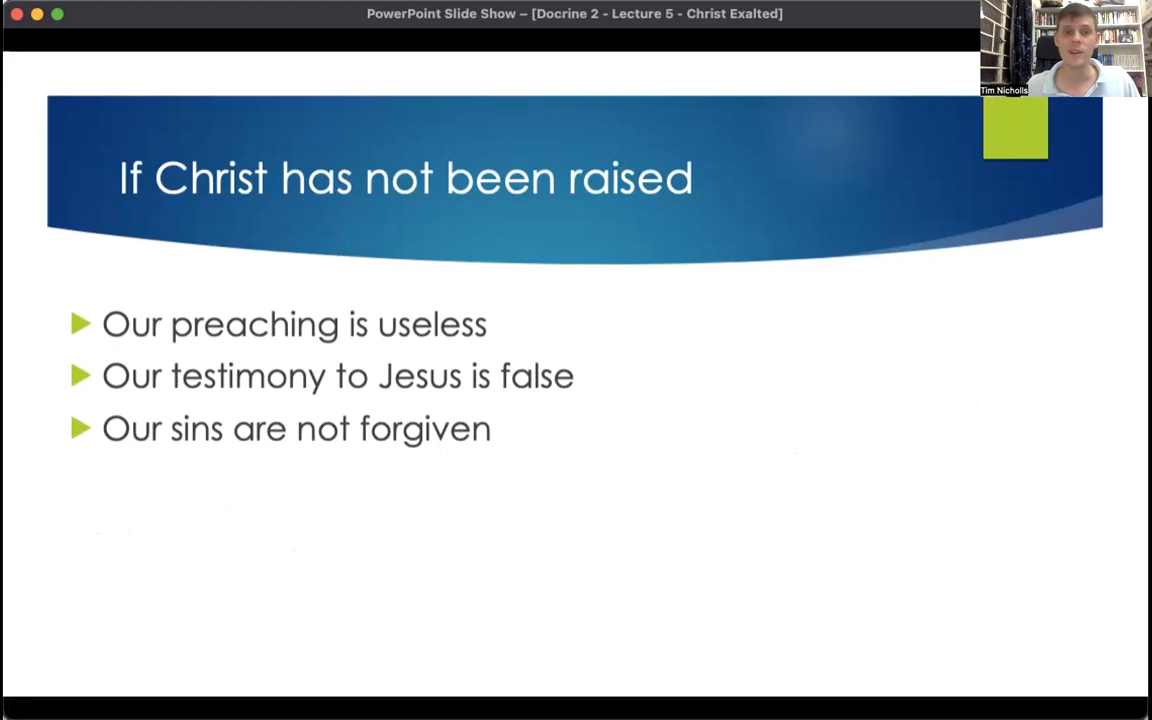 PowerPoint Slide Show – [Docrine 2 - Lecture 5 - Christ Exalted]
Tim Nicholls
If Christ has not been raised
Our preaching is useless
Our testimony to Jesus is false
Our sins are not forgiven